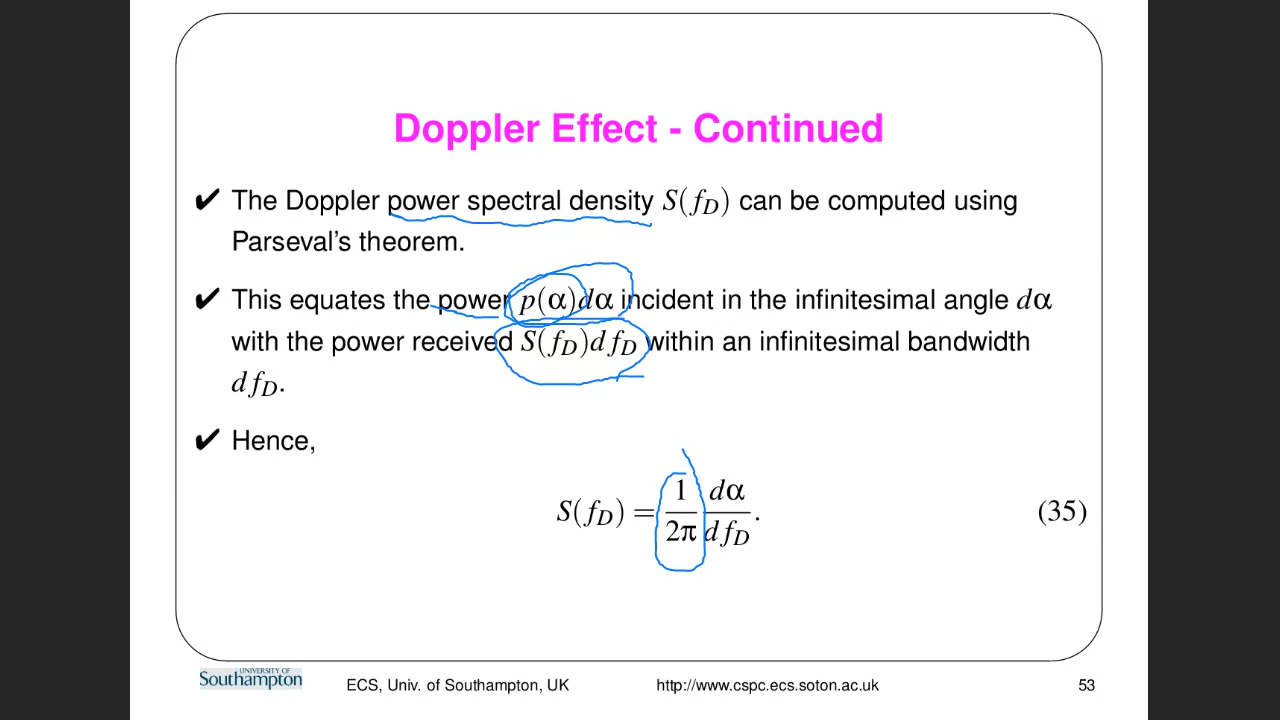 Doppler Effect - Continued
✔ The Doppler power spectral density S(f_D) can be computed using
Parseval's theorem.
✔ This equates the power p(α)dα incident in the infinitesimal angle dα
with the power received S(f_D)df_D within an infinitesimal bandwidth
df_D.
✔ Hence,
S(f_D) = \frac{1}{2π} \frac{dα}{df_D}. (35)
UNIVERSITY OF
Southampton
ECS, Univ. of Southampton, UK http://www.cspc.ecs.soton.ac.uk 53